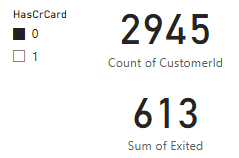 HasCrCard
0
1
2945
Count of CustomerId
613
Sum of Exited